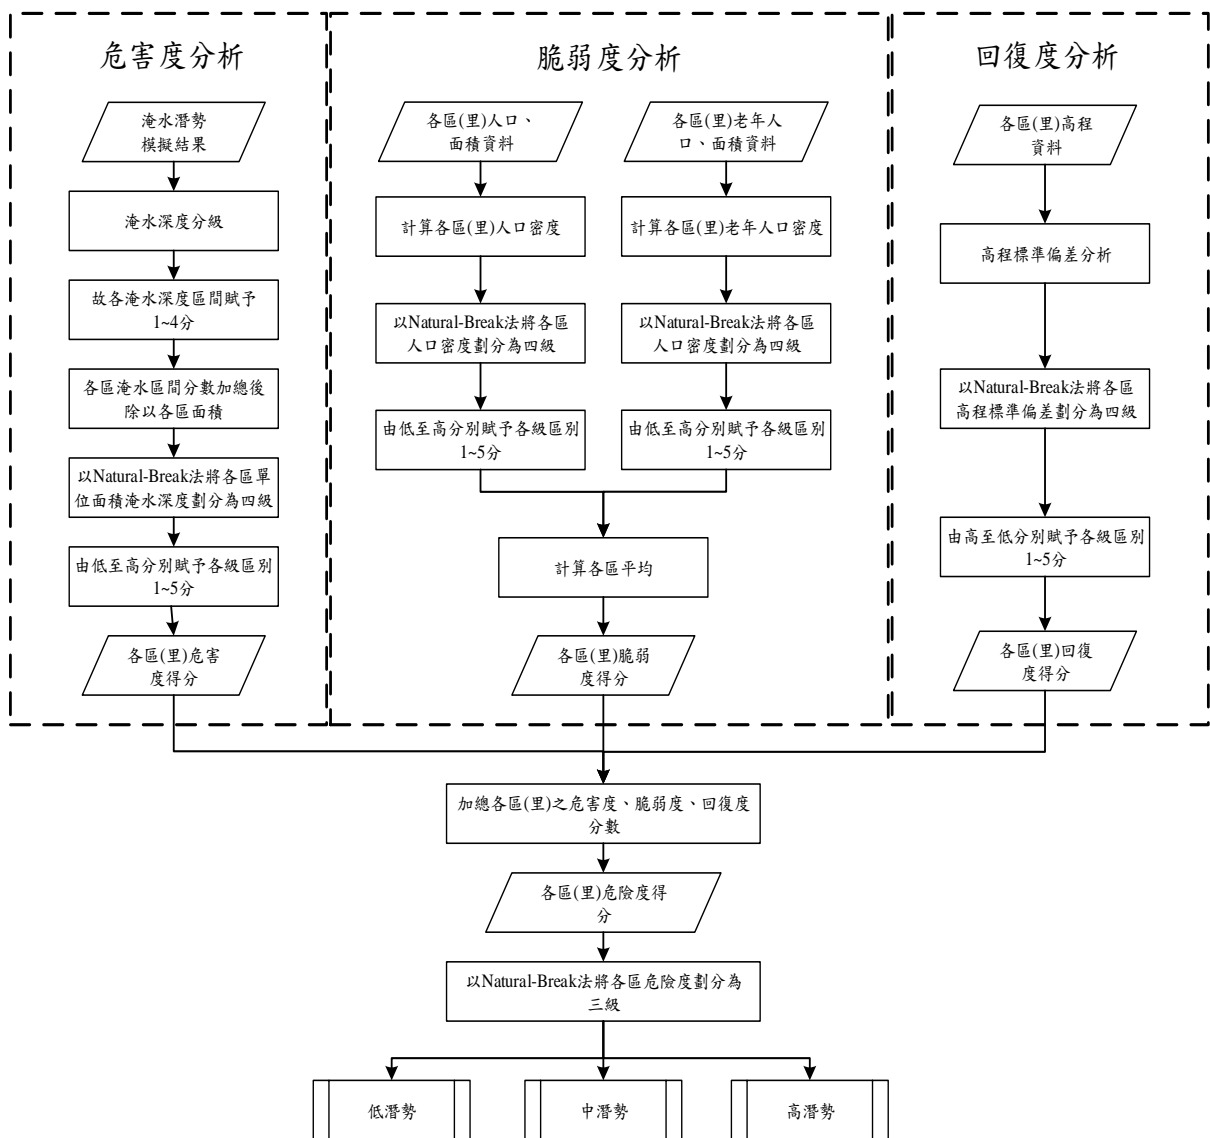 危害度分析
淹水潛勢
模擬結果
淹水深度分級
故各淹水深度區間賦予
1~4分
各區淹水區間分數加總後
除以各區面積
以Natural-Break法將各區單
位面積淹水深度劃分為四級
由低至高分別賦予各級區別
1~5分
各區(里)危害
度得分
脆弱度分析
各區(里)人口、
面積資料
計算各區(里)人口密度
以Natural-Break法將各區
人口密度劃分為四級
由低至高分別賦予各級區別
1~5分
各區(里)老年人
口、面積資料
計算各區(里)老年人口密度
以Natural-Break法將各區
人口密度劃分為四級
由低至高分別賦予各級區別
1~5分
計算各區平均
各區(里)脆弱
度得分
回復度分析
各區(里)高程
資料
高程標準偏差分析
以Natural-Break法將各區
高程標準偏差劃分為四級
由高至低分別賦予各級區別
1~5分
各區(里)回復
度得分
加總各區(里)之危害度、脆弱度、回復度
分數
各區(里)危險度得
分
以Natural-Break法將各區危險度劃分為
三級
低潛勢
中潛勢
高潛勢